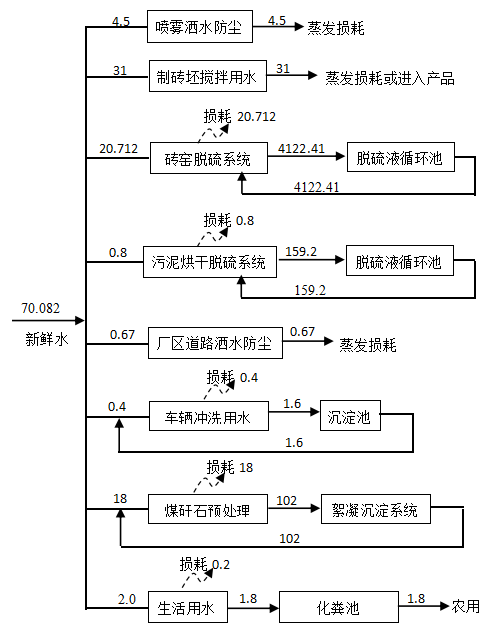 4.5 喷雾洒水防尘 4.5 蒸发损耗
31 制砖坯搅拌用水 31 蒸发损耗或进入产品
损耗 20.712
20.712 砖窑脱硫系统 4122.41 脱硫液循环池
4122.41
损耗 0.8
0.8 污泥烘干脱硫系统 159.2 脱硫液循环池
159.2
70.082
新鲜水
0.67 厂区道路洒水防尘 0.67 蒸发损耗
损耗 0.4
0.4 车辆冲洗用水 1.6 沉淀池
1.6
损耗 18
18 煤矸石预处理 102 絮凝沉淀系统
102
损耗 0.2
2.0 生活用水 1.8 化粪池 1.8 农用